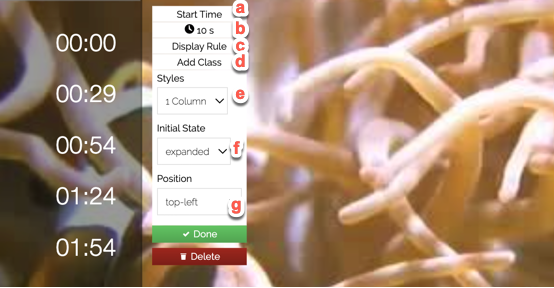 00:00
00:29
00:54
01:24
01:54
Start Time a
10 s b
Display Rule c
Add Class d
Styles
1 Column e
Initial State
expanded f
Position
top-left g
Done
Delete